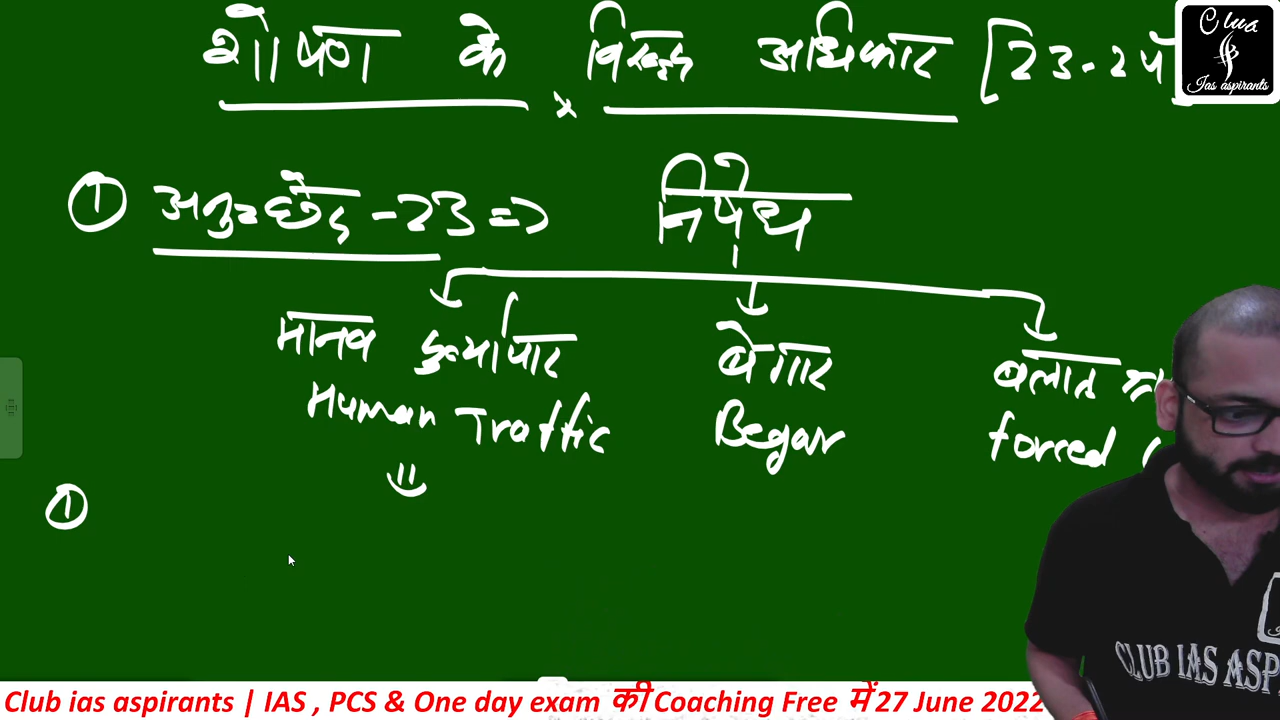 शोषण के विरुद्ध अधिकार [23-24]
Club
Ias aspirants
① अनुच्छेद - 23 => निषेध
मानव दुर्व्यापार बेगार बलात
Human Traffic Begar forced
①
CLUB IAS ASP
Club ias aspirants | IAS , PCS & One day exam की Coaching Free में 27 June 2022